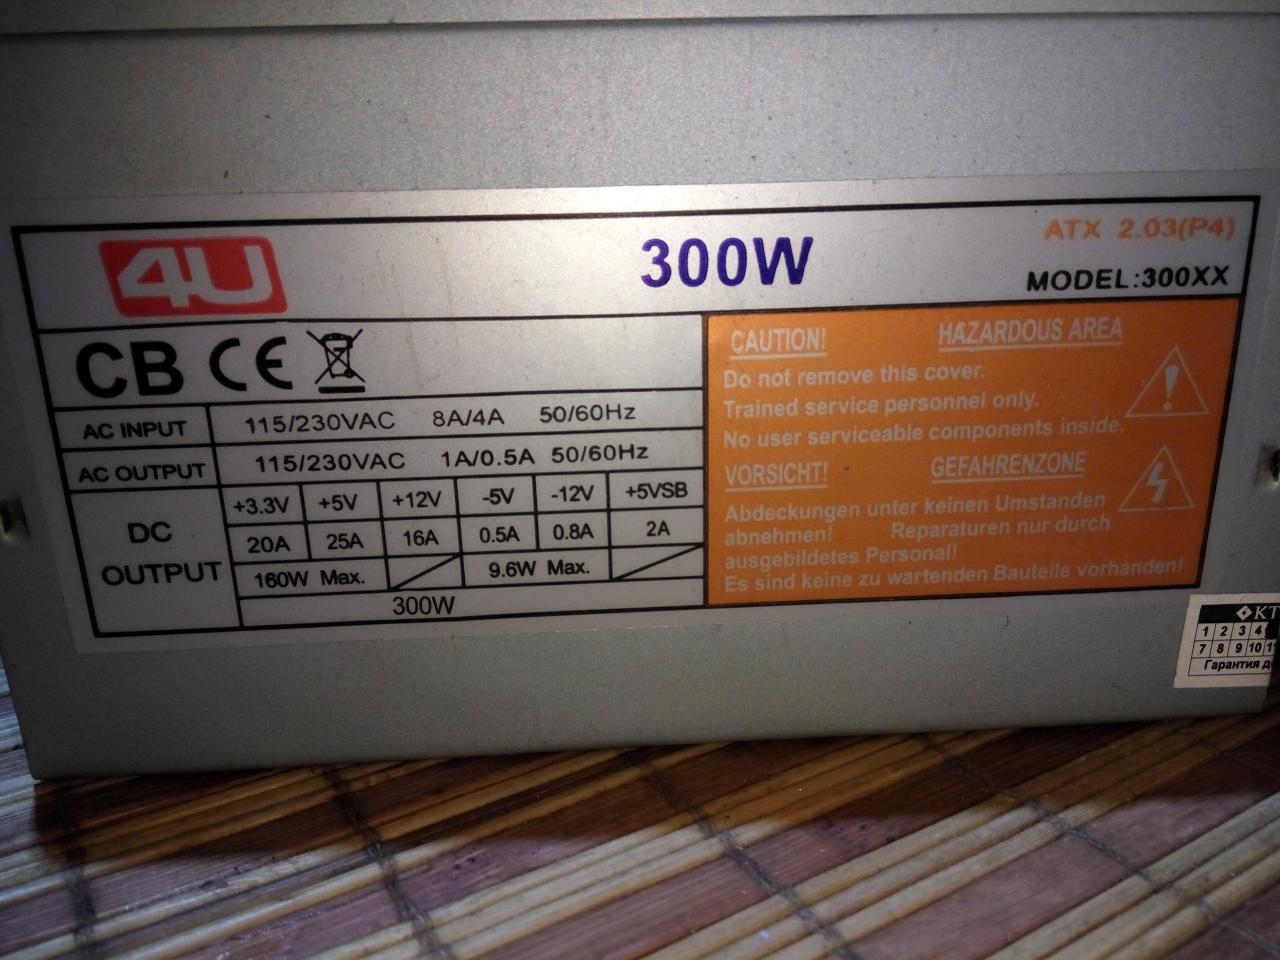 4U
300W
ATX 2.03(P4)
MODEL:300XX
CB CE
AC INPUT 115/230VAC 8A/4A 50/60Hz
AC OUTPUT 115/230VAC 1A/0.5A 50/60Hz
DC OUTPUT
+3.3V +5V +12V -5V -12V +5VSB
20A 25A 16A 0.5A 0.8A 2A
160W Max. 9.6W Max.
300W
CAUTION! HAZARDOUS AREA
Do not remove this cover.
Trained service personnel only.
No user serviceable components inside.
VORSICHT! GEFAHRENZONE
Abdeckungen unter keinen Umstanden
abnehmen! Reparaturen nur durch
ausgebildetes Personal!
Es sind keine zu wartenden Bauteile vorhánden!
KT
1 2 3 4
7 8 9 10
Гарантия